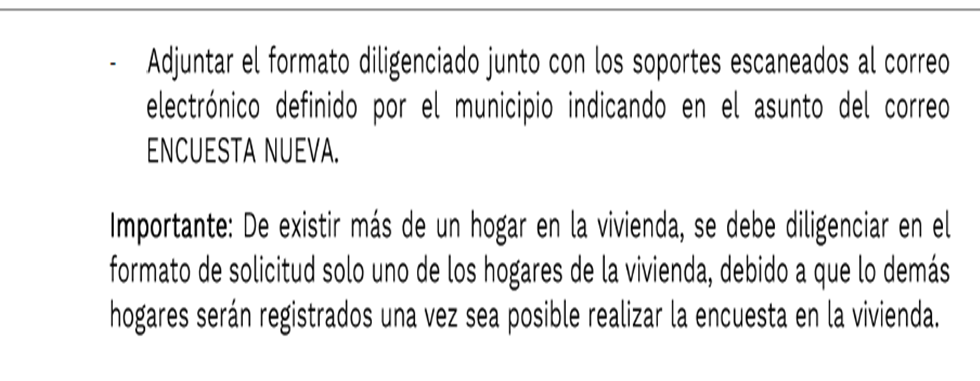 - Adjuntar el formato diligenciado junto con los soportes escaneados al correo
electrónico definido por el municipio indicando en el asunto del correo
ENCUESTA NUEVA.
Importante: De existir más de un hogar en la vivienda, se debe diligenciar en el
formato de solicitud solo uno de los hogares de la vivienda, debido a que lo demás
hogares serán registrados una vez sea posible realizar la encuesta en la vivienda.